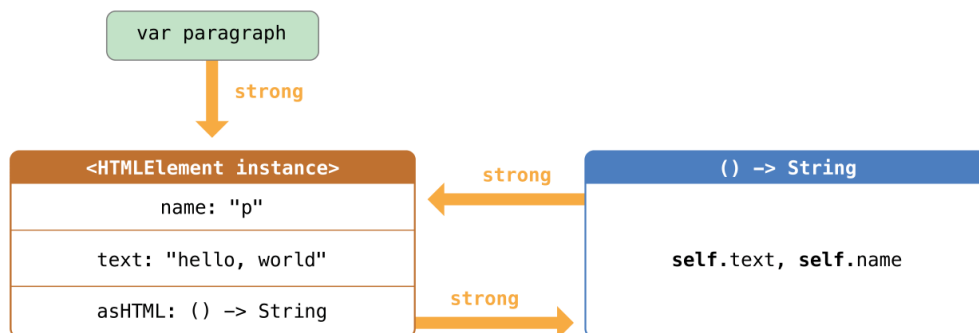 var paragraph
strong
<HTMLElement instance>
() -> String
strong
name: "p"
text: "hello, world"
self.text, self.name
strong
asHTML: () -> String